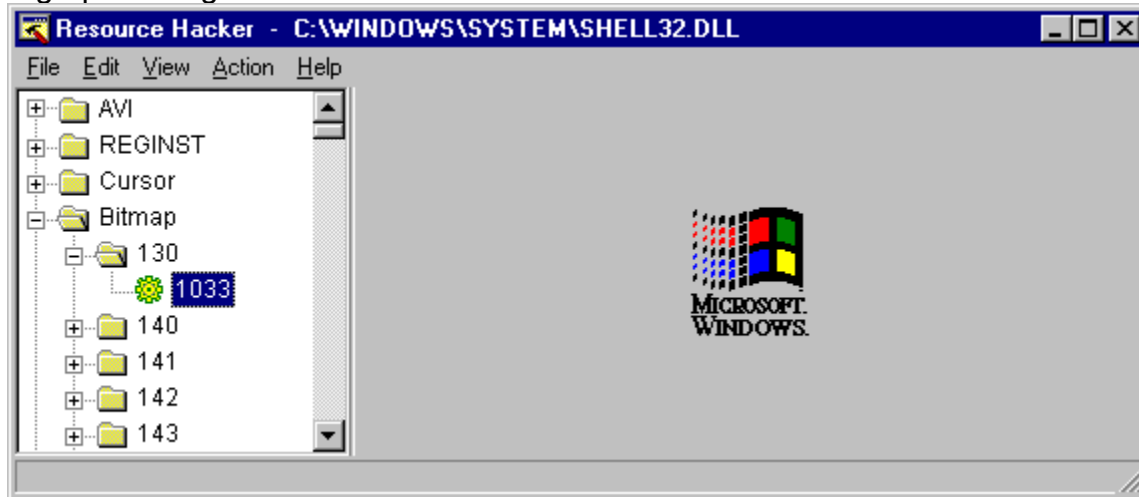 Resource Hacker - C:\WINDOWS\SYSTEM\SHELL32.DLL
File Edit View Action Help
AVI
REGINST
Cursor
Bitmap
130
1033
140
141
142
143
MICROSOFT.
WINDOWS.